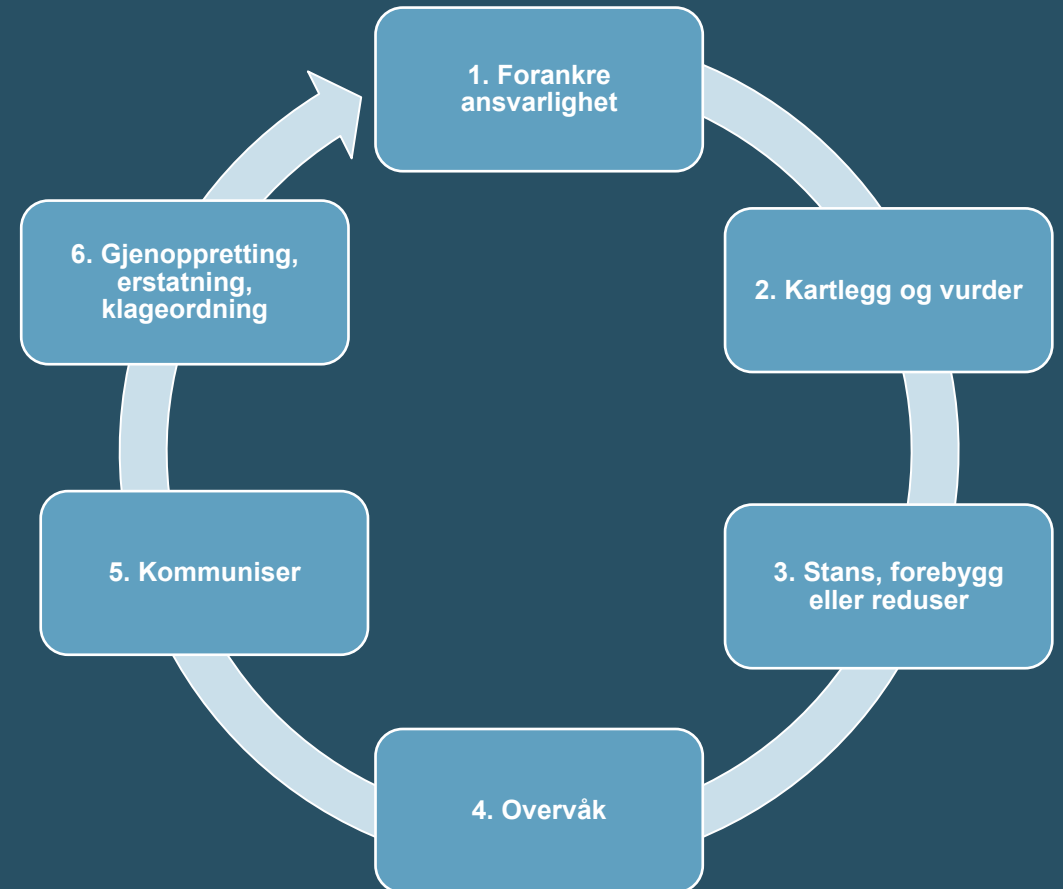 1. Forankre
ansvarlighet
2. Kartlegg og vurder
3. Stans, forebygg
eller reduser
4. Overvåk
5. Kommuniser
6. Gjenoppretting,
erstatning,
klageordning